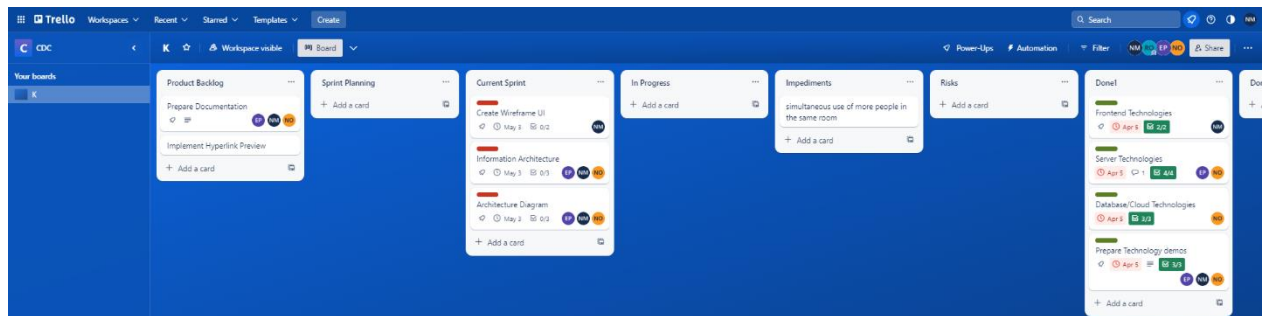 Trello Workspaces Recent Starred Templates Create Search NM
C CDC K Workspace visible Board Power-Ups Automation Filter NM EP NO Share
Your boards
K
Product Backlog
Prepare Documentation
EP NM NO
Implement Hyperlink Preview
+ Add a card
Sprint Planning
+ Add a card
Current Sprint
Create Wireframe UI
May 3 0/2 NM
Information Architecture
May 3 0/3 EP NM NO
Architecture Diagram
May 3 0/3 EP NM NO
+ Add a card
In Progress
+ Add a card
Impediments
simultaneous use of more people in
the same room
+ Add a card
Risks
+ Add a card
Done1
Frontend Technologies
Apr 5 2/2 NM
Server Technologies
Apr 5 1 4/4 EP NO
Database/Cloud Technologies
Apr 5 3/3 NO
Prepare Technology demos
Apr 5 3/3
EP NM NO
+ Add a card
+